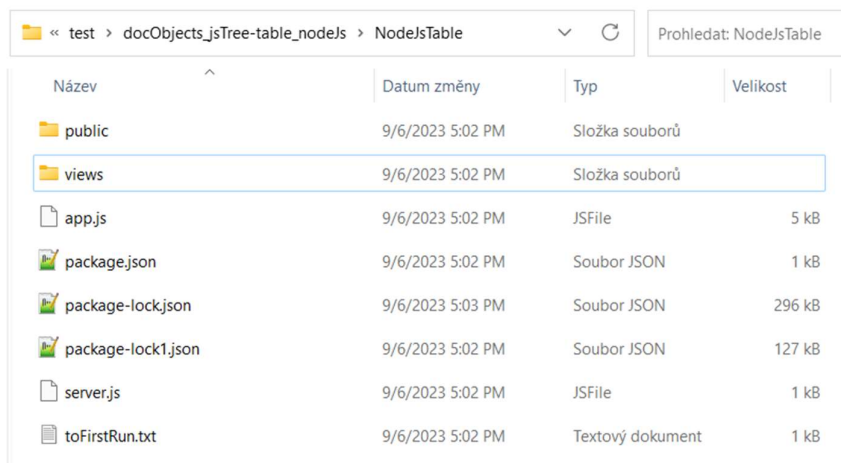 « test › docObjects_jsTree-table_nodeJs › NodeJsTable Prohledat: NodeJsTable
Název Datum změny Typ Velikost
public 9/6/2023 5:02 PM Složka souborů
views 9/6/2023 5:02 PM Složka souborů
app.js 9/6/2023 5:02 PM JSFile 5 kB
package.json 9/6/2023 5:02 PM Soubor JSON 1 kB
package-lock.json 9/6/2023 5:03 PM Soubor JSON 296 kB
package-lock1.json 9/6/2023 5:02 PM Soubor JSON 127 kB
server.js 9/6/2023 5:02 PM JSFile 1 kB
toFirstRun.txt 9/6/2023 5:02 PM Textový dokument 1 kB